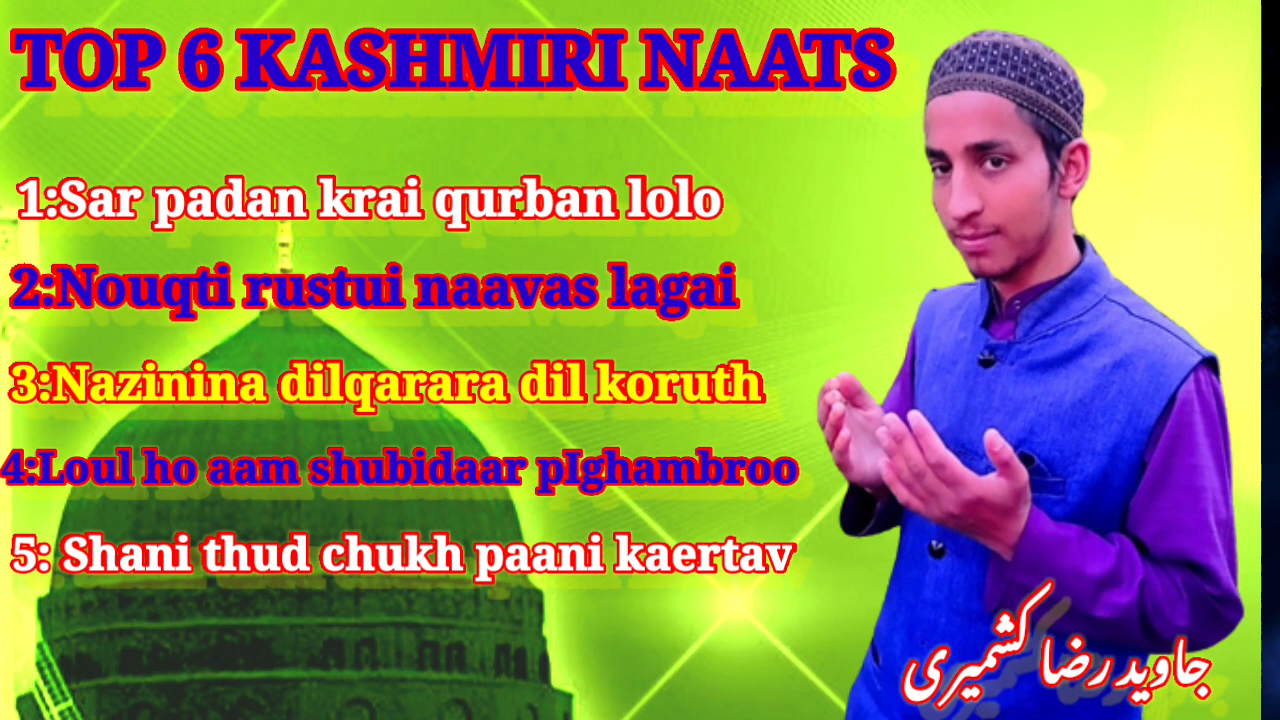 TOP 6 KASHMIRI NAATS
1:Sar padan krai qurban lolo
2:Nouqti rustui naavas lagai
3:Nazinina dilqarara dil koruth
4:Loul ho aam shubidaar pIghambroo
5: Shani thud chukh paani kaertav
جاوید رضا کشمیری